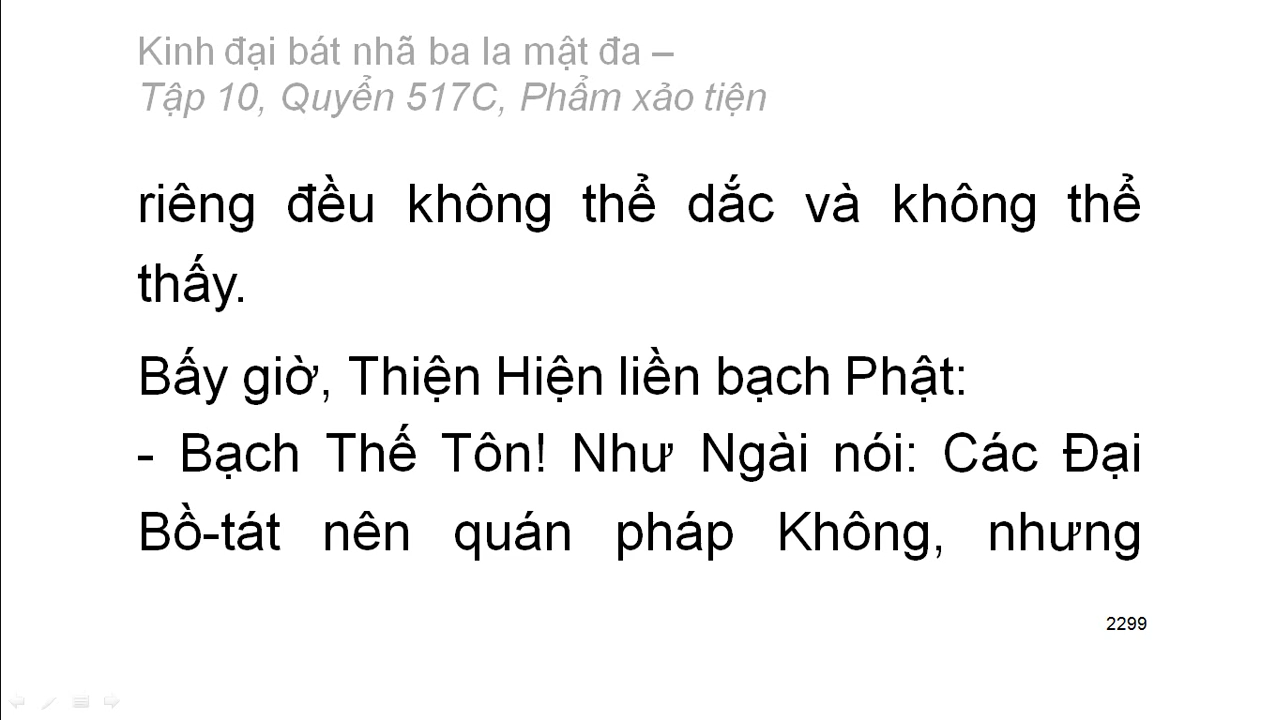 Kinh đại bát nhã ba la mật đa –
Tập 10, Quyển 517C, Phẩm xảo tiện
riêng đều không thể dắc và không thể
thấy.
Bấy giờ, Thiện Hiện liền bạch Phật:
- Bạch Thế Tôn! Như Ngài nói: Các Đại
Bồ-tát nên quán pháp Không, nhưng
2299